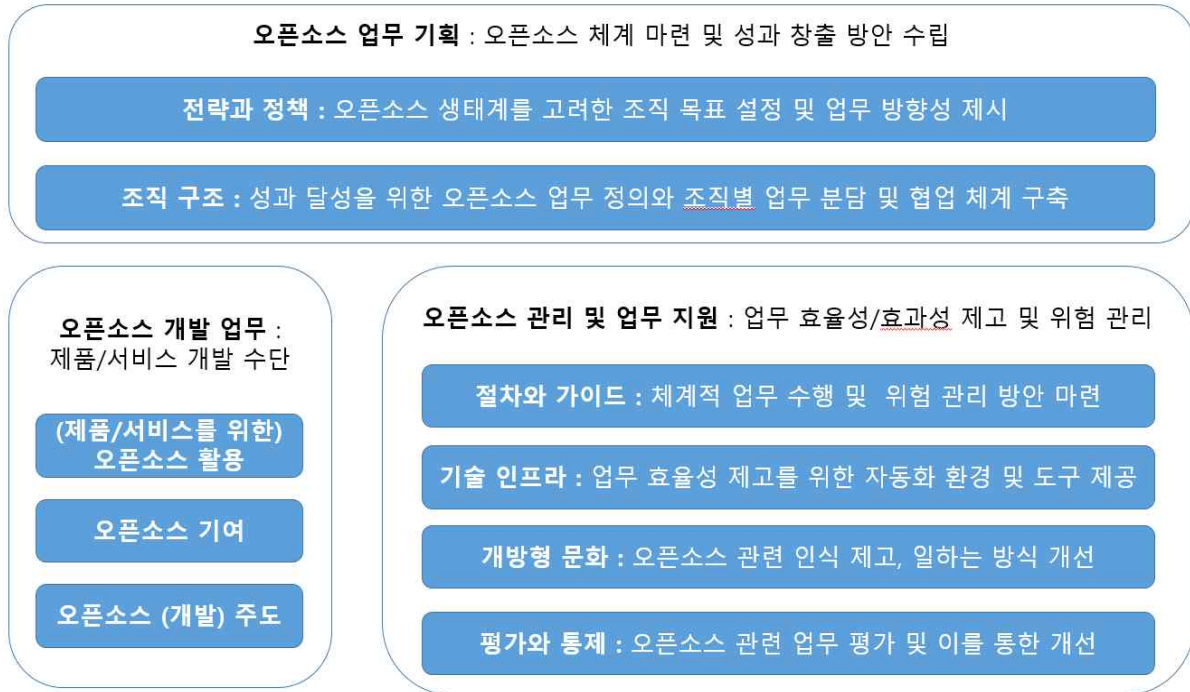 오픈소스 업무 기획 : 오픈소스 체계 마련 및 성과 창출 방안 수립
전략과 정책 : 오픈소스 생태계를 고려한 조직 목표 설정 및 업무 방향성 제시
조직 구조 : 성과 달성을 위한 오픈소스 업무 정의와 조직별 업무 분담 및 협업 체계 구축
오픈소스 개발 업무 :
제품/서비스 개발 수단
(제품/서비스를 위한)
오픈소스 활용
오픈소스 기여
오픈소스 (개발) 주도
오픈소스 관리 및 업무 지원 : 업무 효율성/효과성 제고 및 위험 관리
절차와 가이드 : 체계적 업무 수행 및 위험 관리 방안 마련
기술 인프라 : 업무 효율성 제고를 위한 자동화 환경 및 도구 제공
개방형 문화 : 오픈소스 관련 인식 제고, 일하는 방식 개선
평가와 통제 : 오픈소스 관련 업무 평가 및 이를 통한 개선